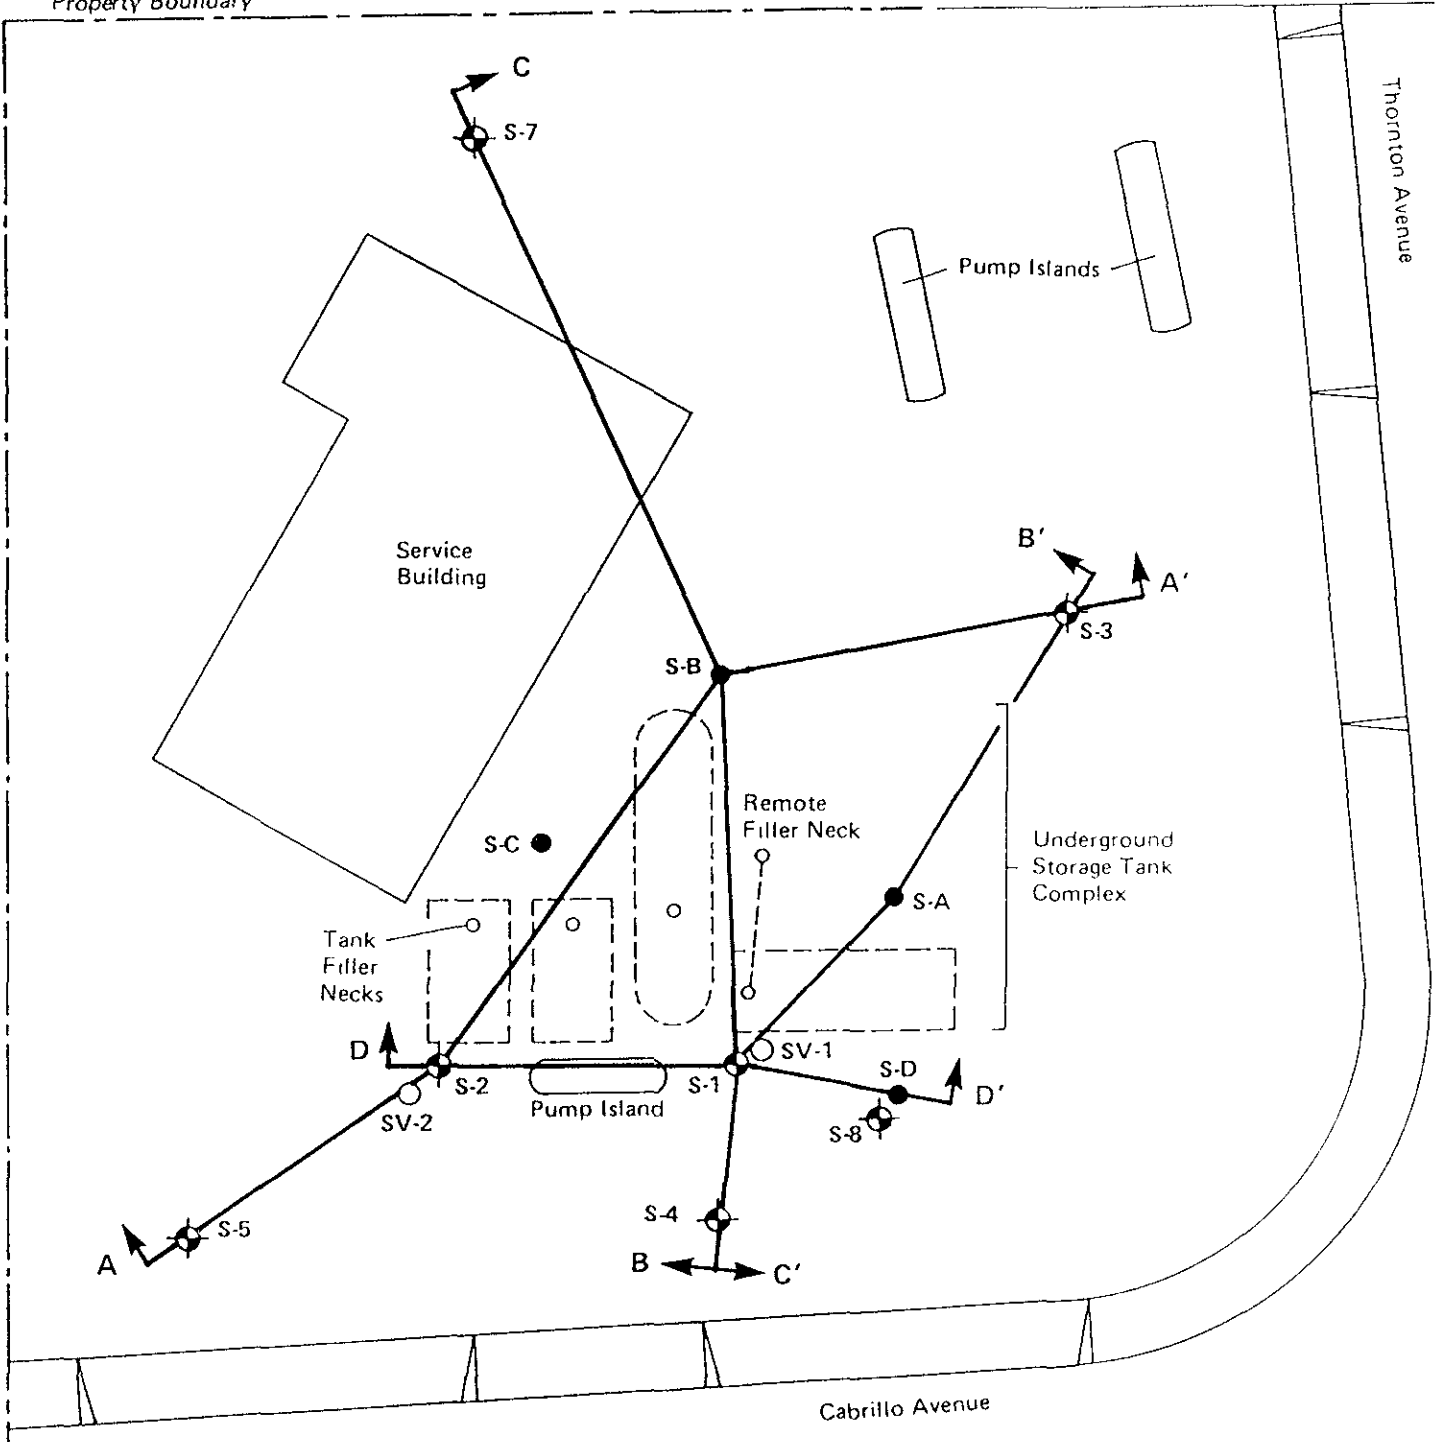 Property Boundary
C
S-7
Thornton Avenue
Pump Islands
B'
A'
S-3
Service
Building
S-B
Remote
Filler Neck
S-C
Underground
Storage Tank
Complex
S-A
Tank
Filler
Necks
D
SV-1
S-2
S-1
S-D
D'
Pump Island
SV-2
S-8
S-4
S-5
A
B
C'
Cabrillo Avenue